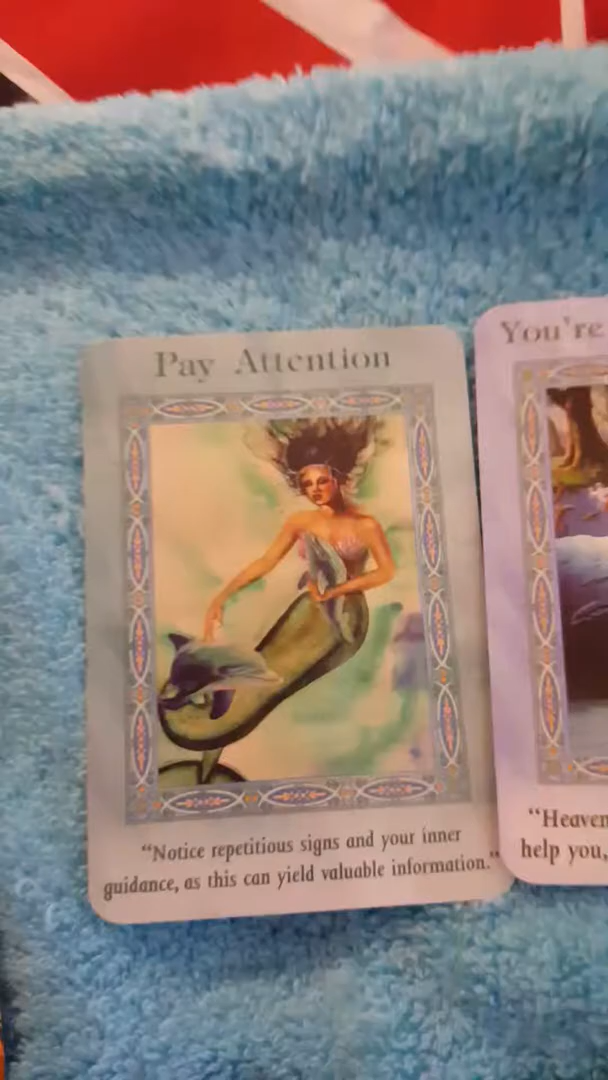 Pay Attention
"Notice repetitious signs and your inner
guidance, as this can yield valuable information."
You're
"Heaven
help you,